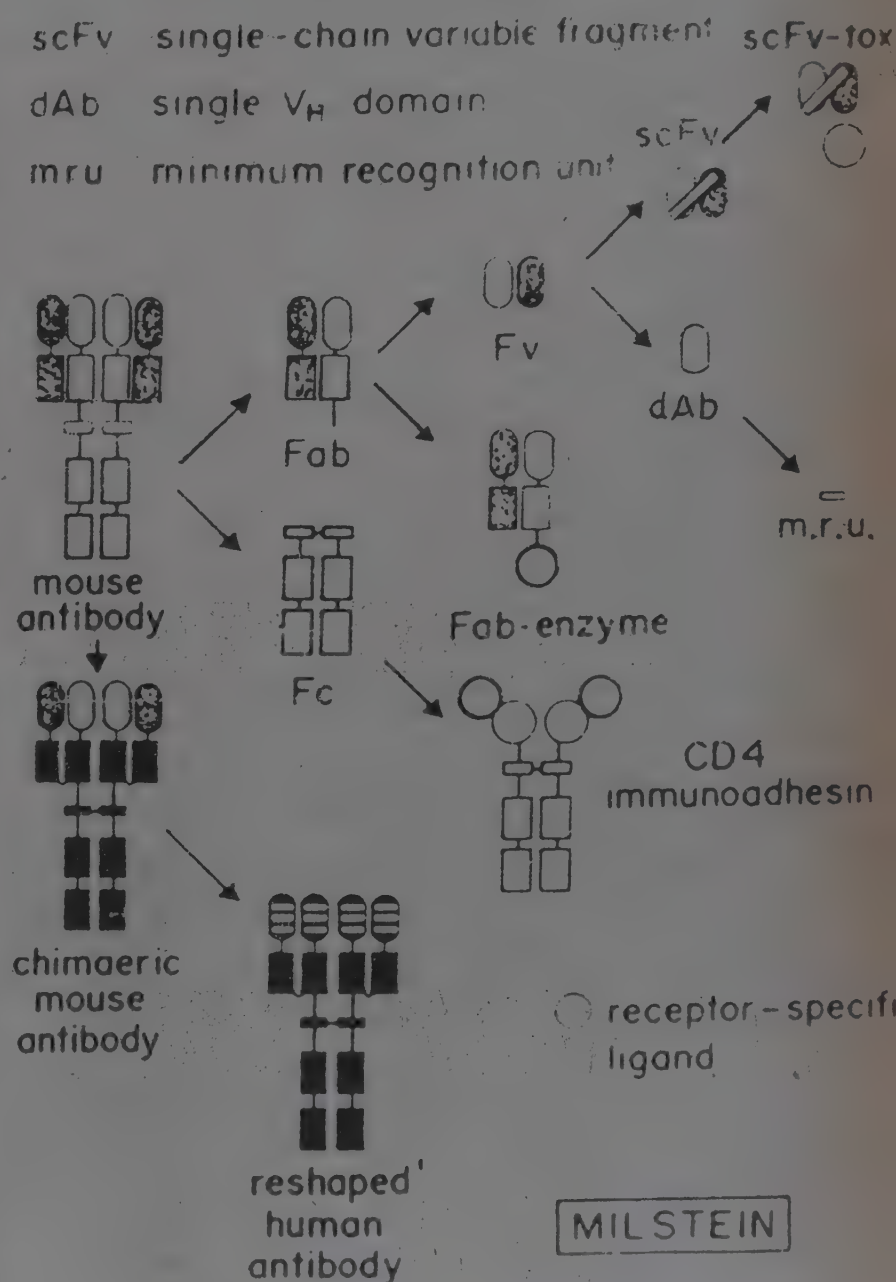 scFv single-chain variable fragment scFv-tox
dAb single VH domain
mru minimum recognition unit
scFv
Fv
dAb
Fab
m.r.u.
mouse
antibody
Fab-enzyme
Fc
CD4
immunoadhesin
chimaeric
mouse
antibody
receptor-specifi
ligand
reshaped'
human
antibody
MILSTEIN